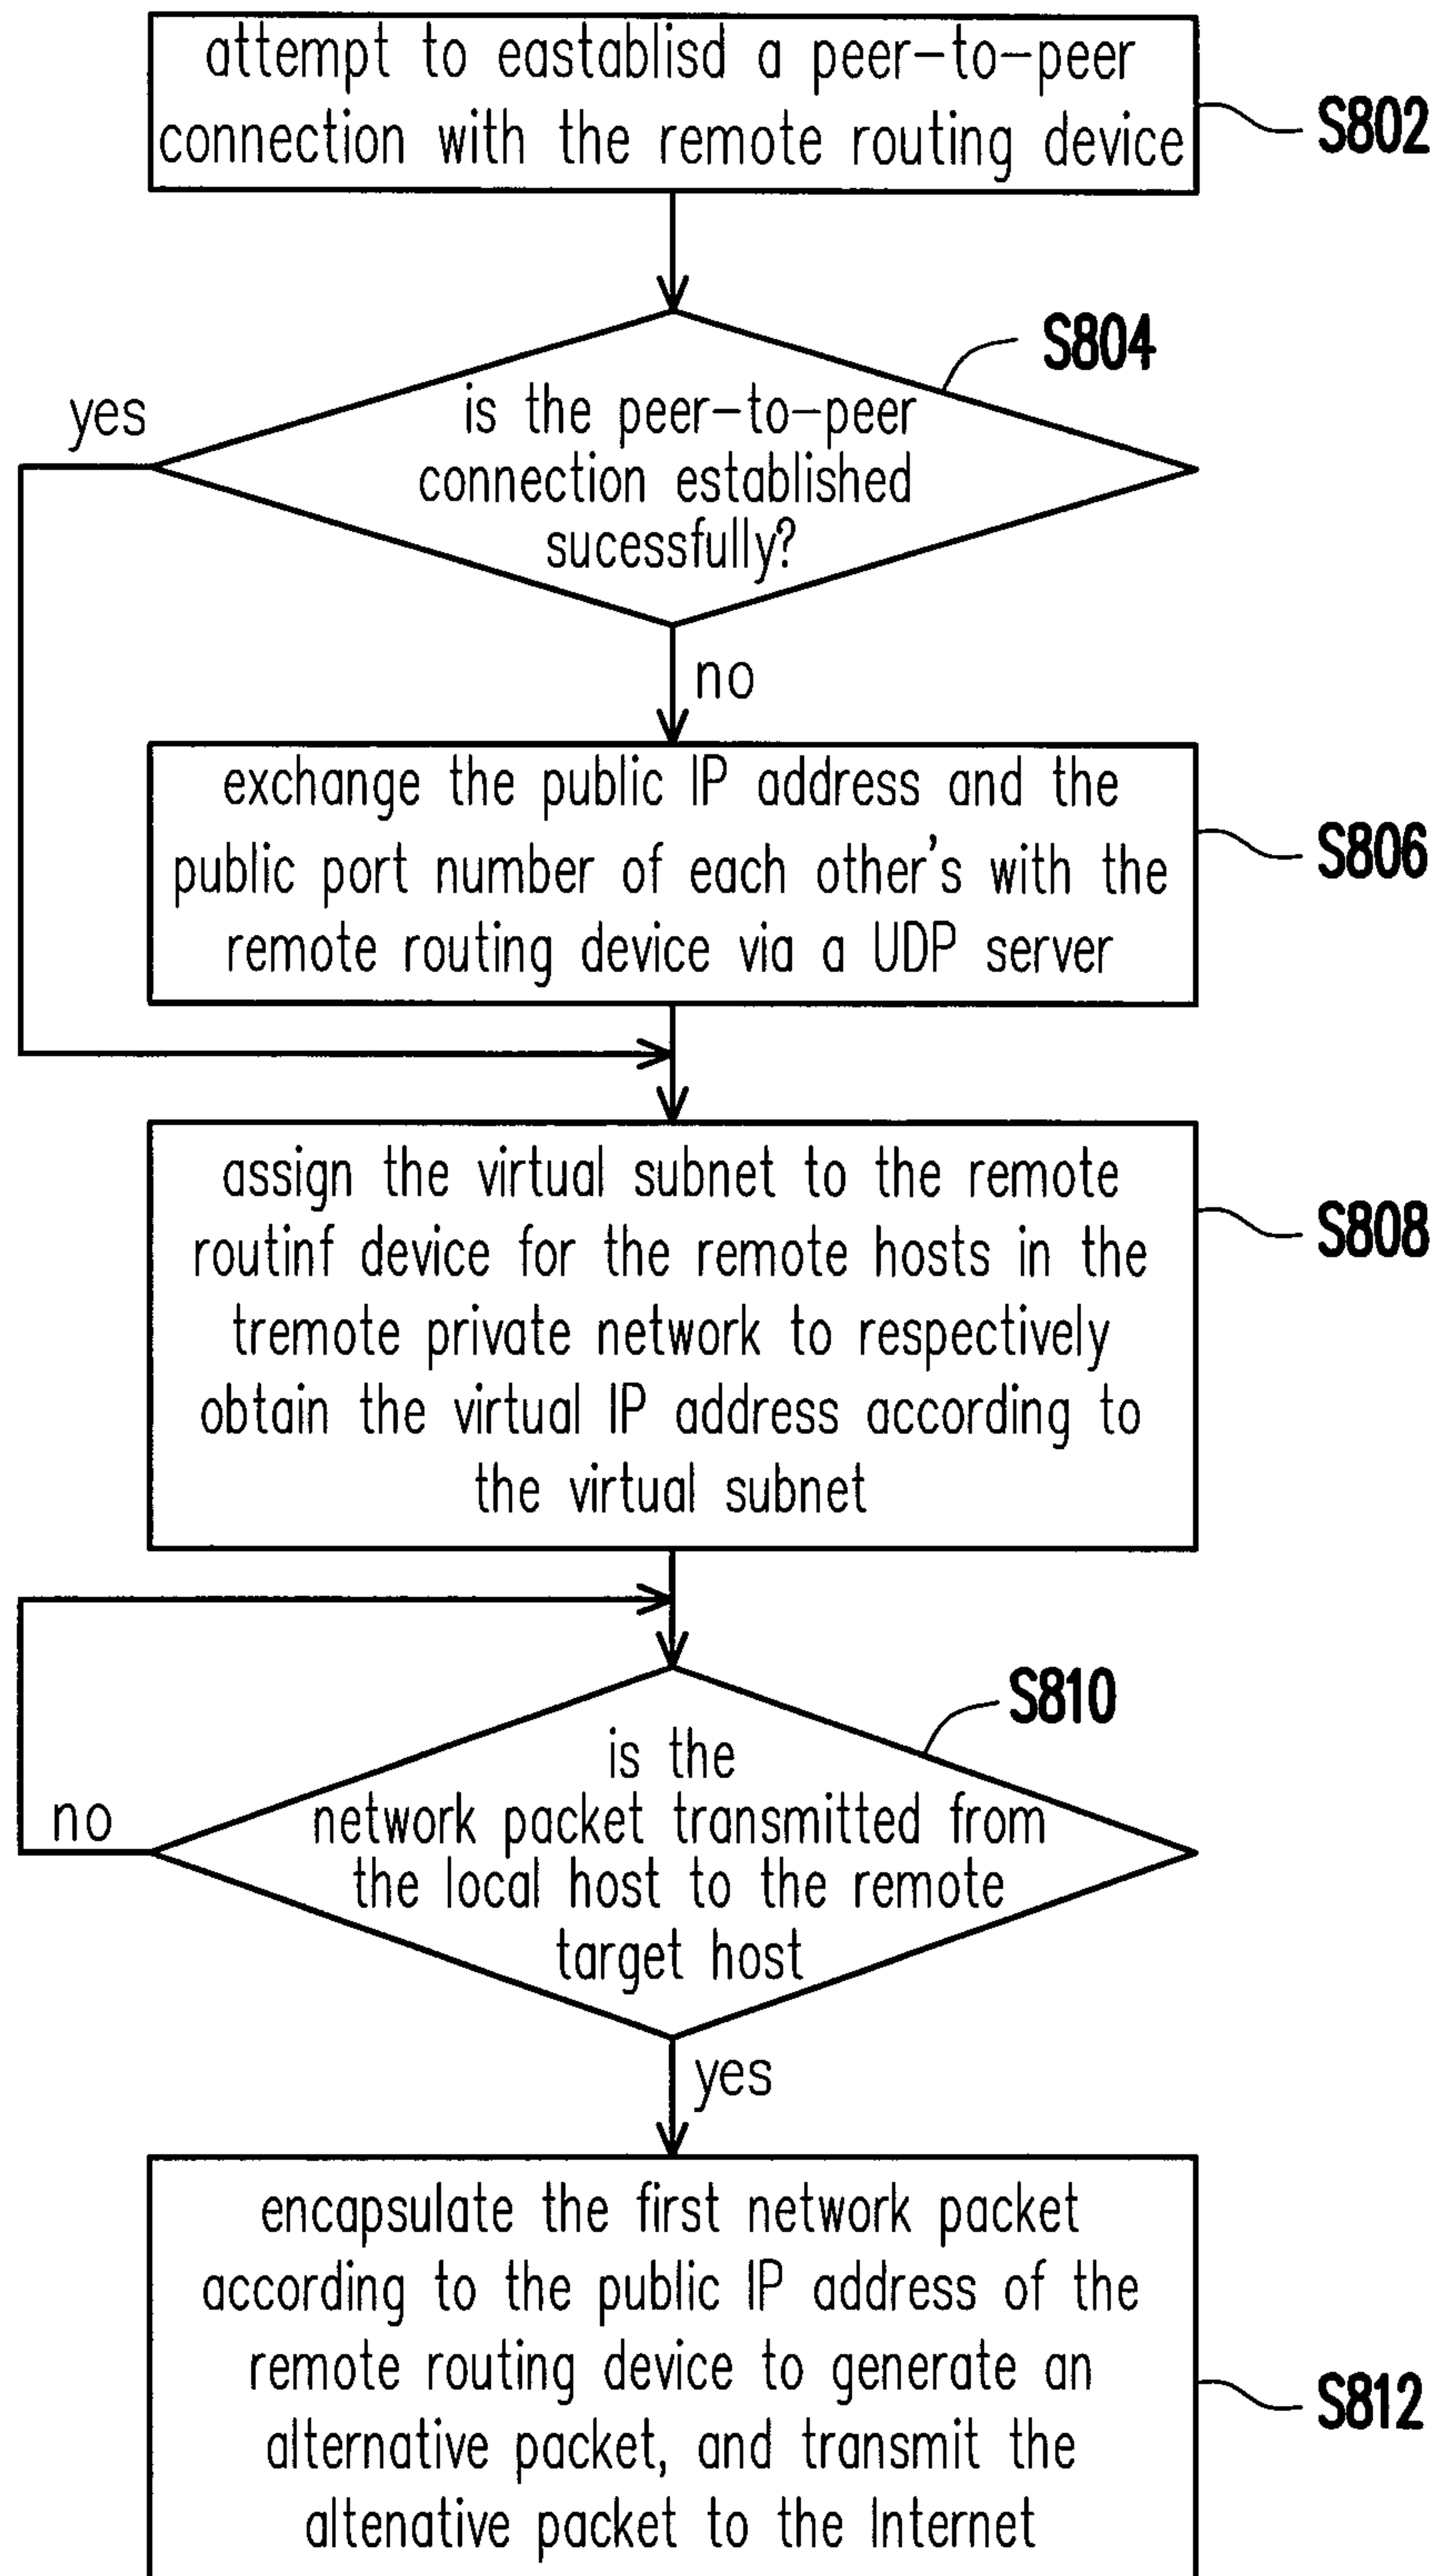 attempt to eastablisd a peer-to-peer
connection with the remote routing device
S802
S804
yes
is the peer-to-peer
connection established
sucessfully?
no
exchange the public IP address and the
public port number of each other's with the
remote routing device via a UDP server
S806
assign the virtual subnet to the remote
routinf device for the remote hosts in the
tremote private network to respectively
obtain the virtual IP address according to
the virtual subnet
S808
S810
is the
network packet transmitted from
the local host to the remote
target host
no
yes
encapsulate the first network packet
according to the public IP address of the
remote routing device to generate an
alternative packet, and transmit the
altenative packet to the Internet
S812